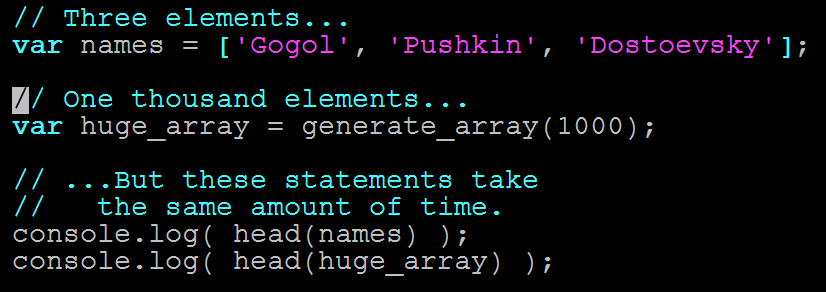 // Three elements...
var names = ['Gogol', 'Pushkin', 'Dostoevsky'];
// One thousand elements...
var huge_array = generate_array(1000);
// ...But these statements take
//   the same amount of time.
console.log( head(names) );
console.log( head(huge_array) );